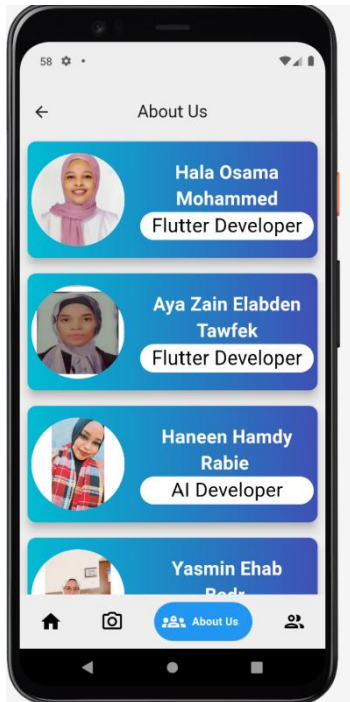 58
About Us
Hala Osama
Mohammed
Flutter Developer
Aya Zain Elabden
Tawfek
Flutter Developer
Haneen Hamdy
Rabie
AI Developer
Yasmin Ehab
About Us